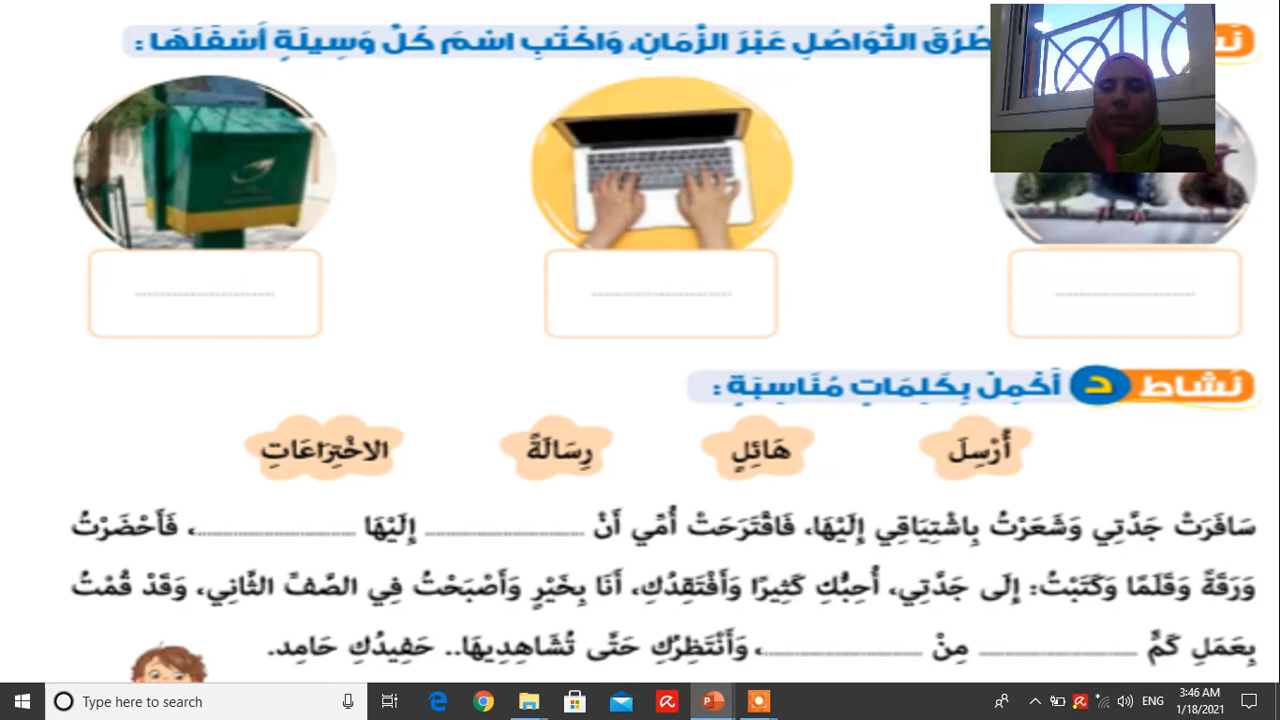 طُرُقَ التَّوَاصُلِ عَبْرَ الزَّمَانِ، وَاكْتُبِ اسْمَ كُلِّ وَسِيلَةٍ أَسْفَلَهَا :
نَشاط د أَكْمِلْ بِكَلِمَاتٍ مُنَاسِبَةٍ :
أُرْسِلَ هَائِلٍ رِسَالَةً الاخْتِرَاعَاتِ
سَافَرَتْ جَدَّتِي وَشَعَرْتُ بِاشْتِيَاقِي إِلَيْهَا، فَاقْتَرَحَتْ أُمِّي أَنْ ........................ إِلَيْهَا ........................، فَأَحْضَرْتُ
وَرَقَةً وَقَلَمًا وَكَتَبْتُ: إِلَى جَدَّتِي، أُحِبُّكِ كَثِيرًا وَأَفْتَقِدُكِ، أَنَا بِخَيْرٍ وَأَصْبَحْتُ فِي الصَّفِّ الثَّانِي، وَقَدْ قُمْتُ
بِعَمَلِ كَمٍّ ........................ مِنْ ........................، وَأَنْتَظِرُكِ حَتَّى تُشَاهِدِيهَا.. حَفِيدُكِ حَامِد.
Type here to search
ENG
3:46 AM
1/18/2021